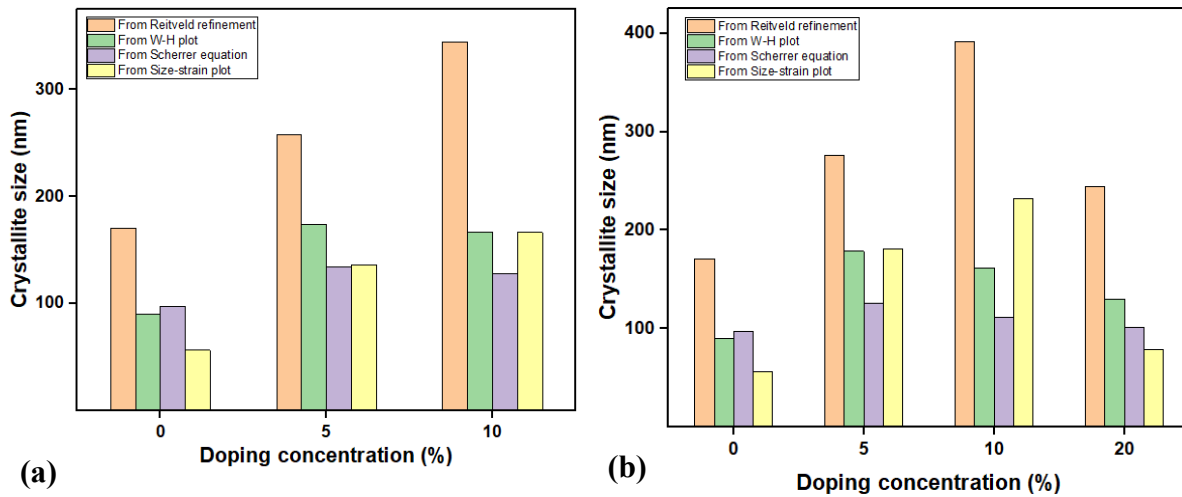 From Reitveld refinement
From W-H plot
From Scherrer equation
From Size-strain plot
Crystallite size (nm)
300
200
100
0
5
10
Doping concentration (%)
(a)
From Reitveld refinement
From W-H plot
From Scherrer equation
From Size-strain plot
Crystallite size (nm)
400
300
200
100
0
5
10
20
Doping concentration (%)
(b)